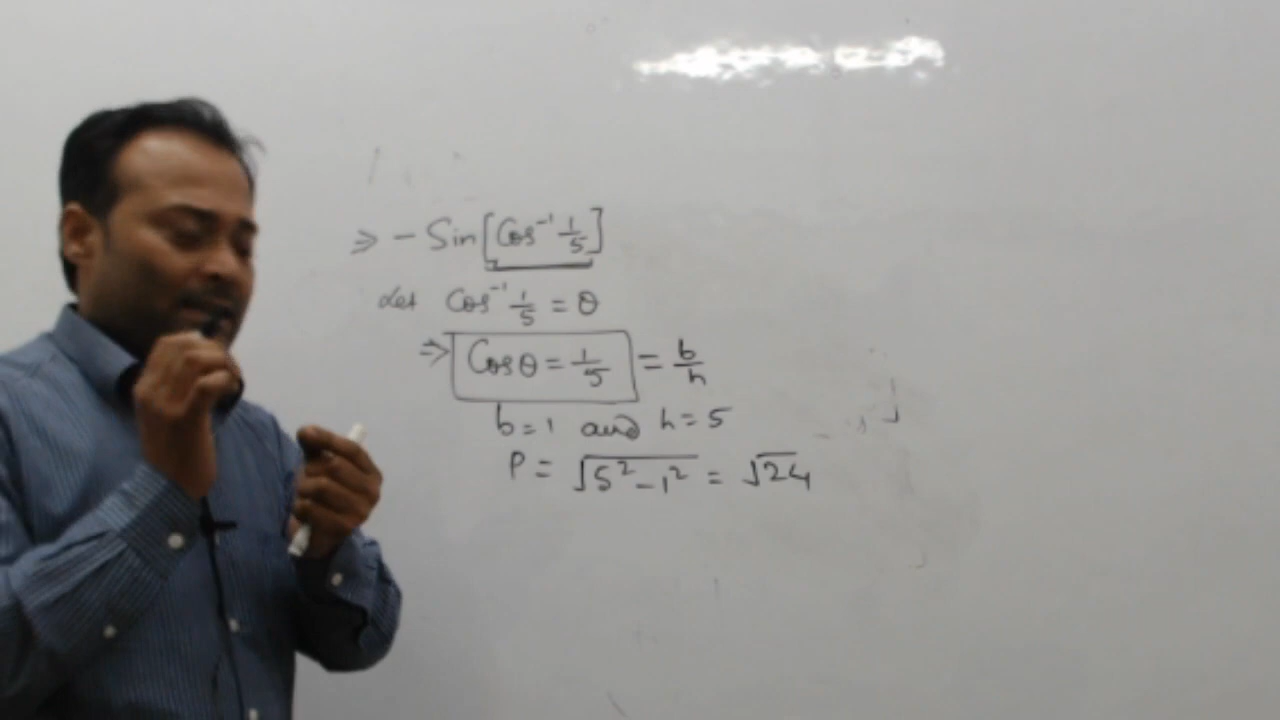 ⇒ - Sin[Cos⁻¹ 1/5]
Let Cos⁻¹ 1/5 = θ
⇒ Cosθ = 1/5 = b/h
b = 1 and h = 5
P = √5² - 1² = √24